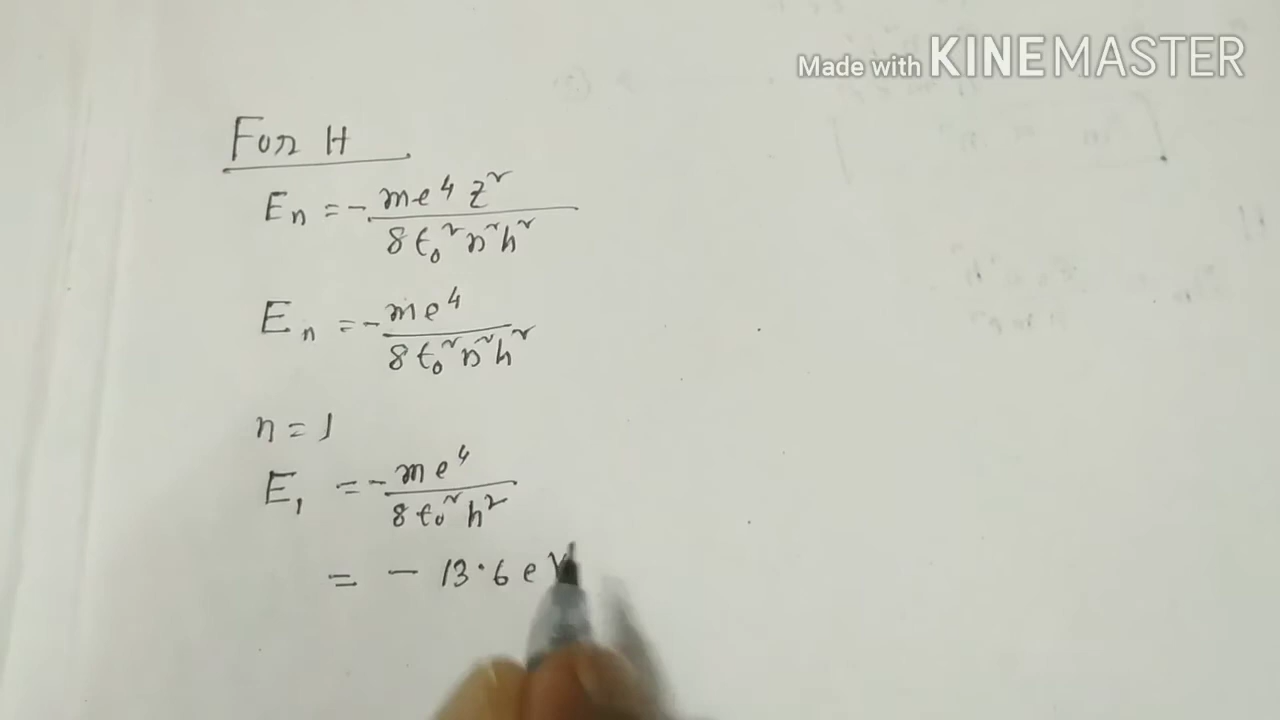 Made with KINEMASTER
For H
Eₙ = - me⁴ z² / 8 ε₀² n² h²
Eₙ = - me⁴ / 8 ε₀² n² h²
n = 1
E₁ = - me⁴ / 8 ε₀² h²
= - 13.6 eV